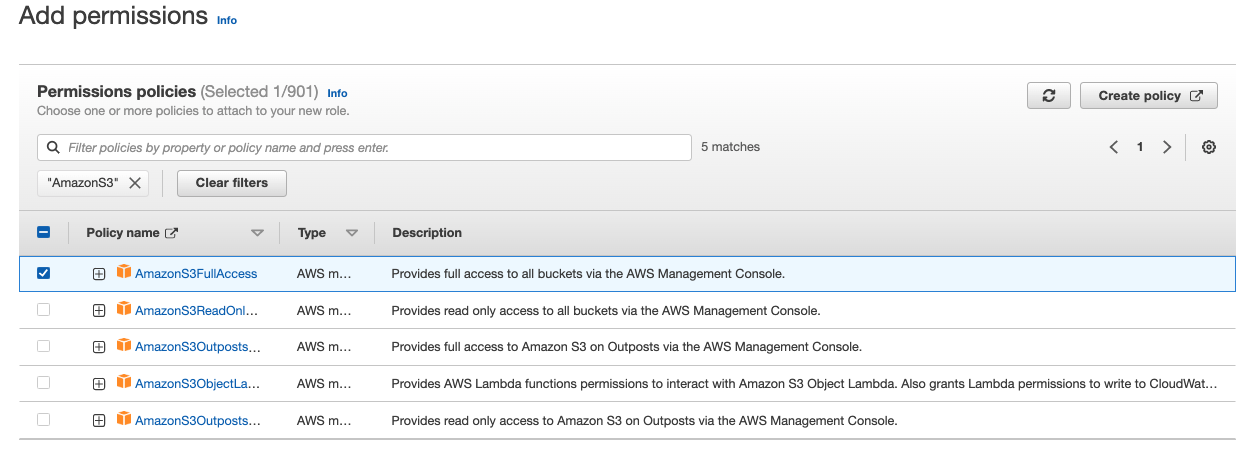 Add permissions Info
Permissions policies (Selected 1/901) Info
Create policy
Choose one or more policies to attach to your new role.
Filter policies by property or policy name and press enter.
5 matches
1
"AmazonS3"
Clear filters
Policy name Type Description
AmazonS3FullAccess AWS m... Provides full access to all buckets via the AWS Management Console.
AmazonS3ReadOnl... AWS m... Provides read only access to all buckets via the AWS Management Console.
AmazonS3Outposts... AWS m... Provides full access to Amazon S3 on Outposts via the AWS Management Console.
AmazonS3ObjectLa... AWS m... Provides AWS Lambda functions permissions to interact with Amazon S3 Object Lambda. Also grants Lambda permissions to write to CloudWat...
AmazonS3Outposts... AWS m... Provides read only access to Amazon S3 on Outposts via the AWS Management Console.